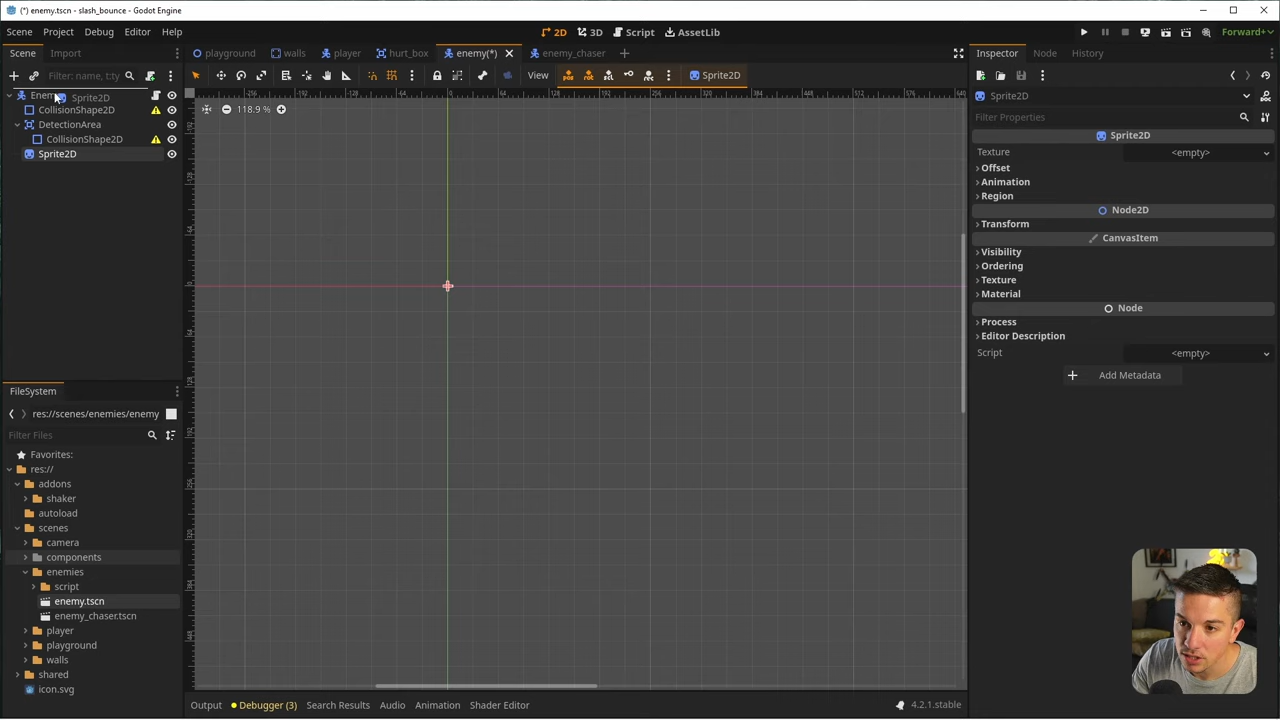 (*) enemy.tscn - slash_bounce - Godot Engine
Scene Project Debug Editor Help
2D 3D Script AssetLib
Forward+
Scene Import
playground walls player hurt_box enemy(*) enemy_chaser
Inspector Node History
Filter: name, t:ty
View Sprite2D
Enem
Sprite2D
CollisionShape2D
DetectionArea
CollisionShape2D
Sprite2D
118.9 %
Sprite2D
Filter Properties
Sprite2D
Texture <empty>
Offset
Animation
Region
Node2D
Transform
CanvasItem
Visibility
Ordering
Texture
Material
Node
Process
Editor Description
Script <empty>
Add Metadata
FileSystem
res://scenes/enemies/enemy
Filter Files
Favorites:
res://
addons
shaker
autoload
scenes
camera
components
enemies
script
enemy.tscn
enemy_chaser.tscn
player
playground
walls
shared
icon.svg
Output Debugger (3) Search Results Audio Animation Shader Editor
4.2.1.stable